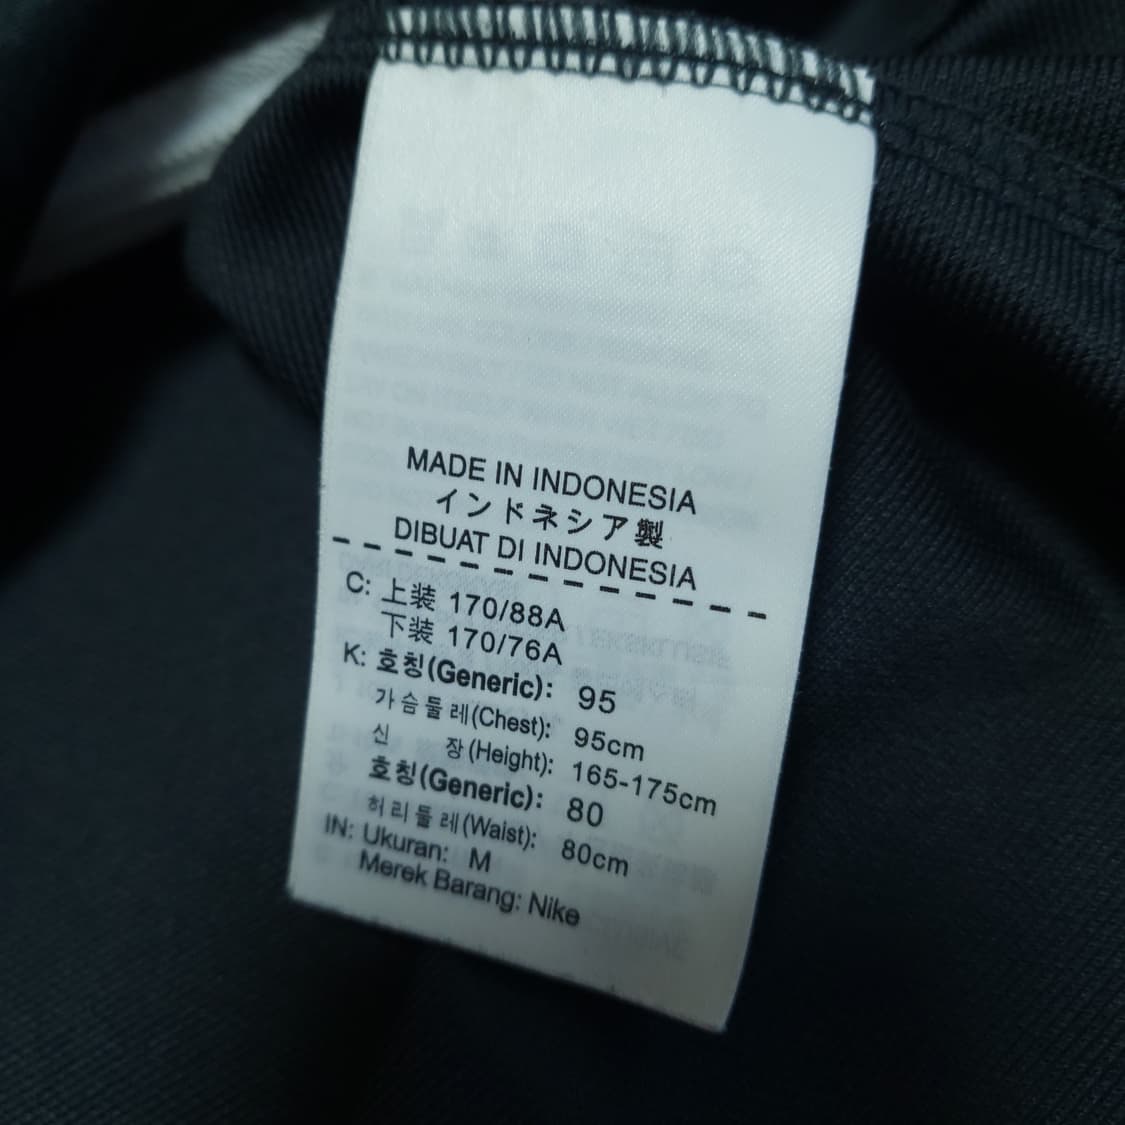 MADE IN INDONESIA
インドネシア製
DIBUAT DI INDONESIA
C: 上装 170/88A
下装 170/76A
K: 호칭(Generic): 95
가슴둘레(Chest): 95cm
신 장(Height): 165-175cm
호칭(Generic): 80
허리둘레(Waist): 80cm
IN: Ukuran: M
Merek Barang: Nike